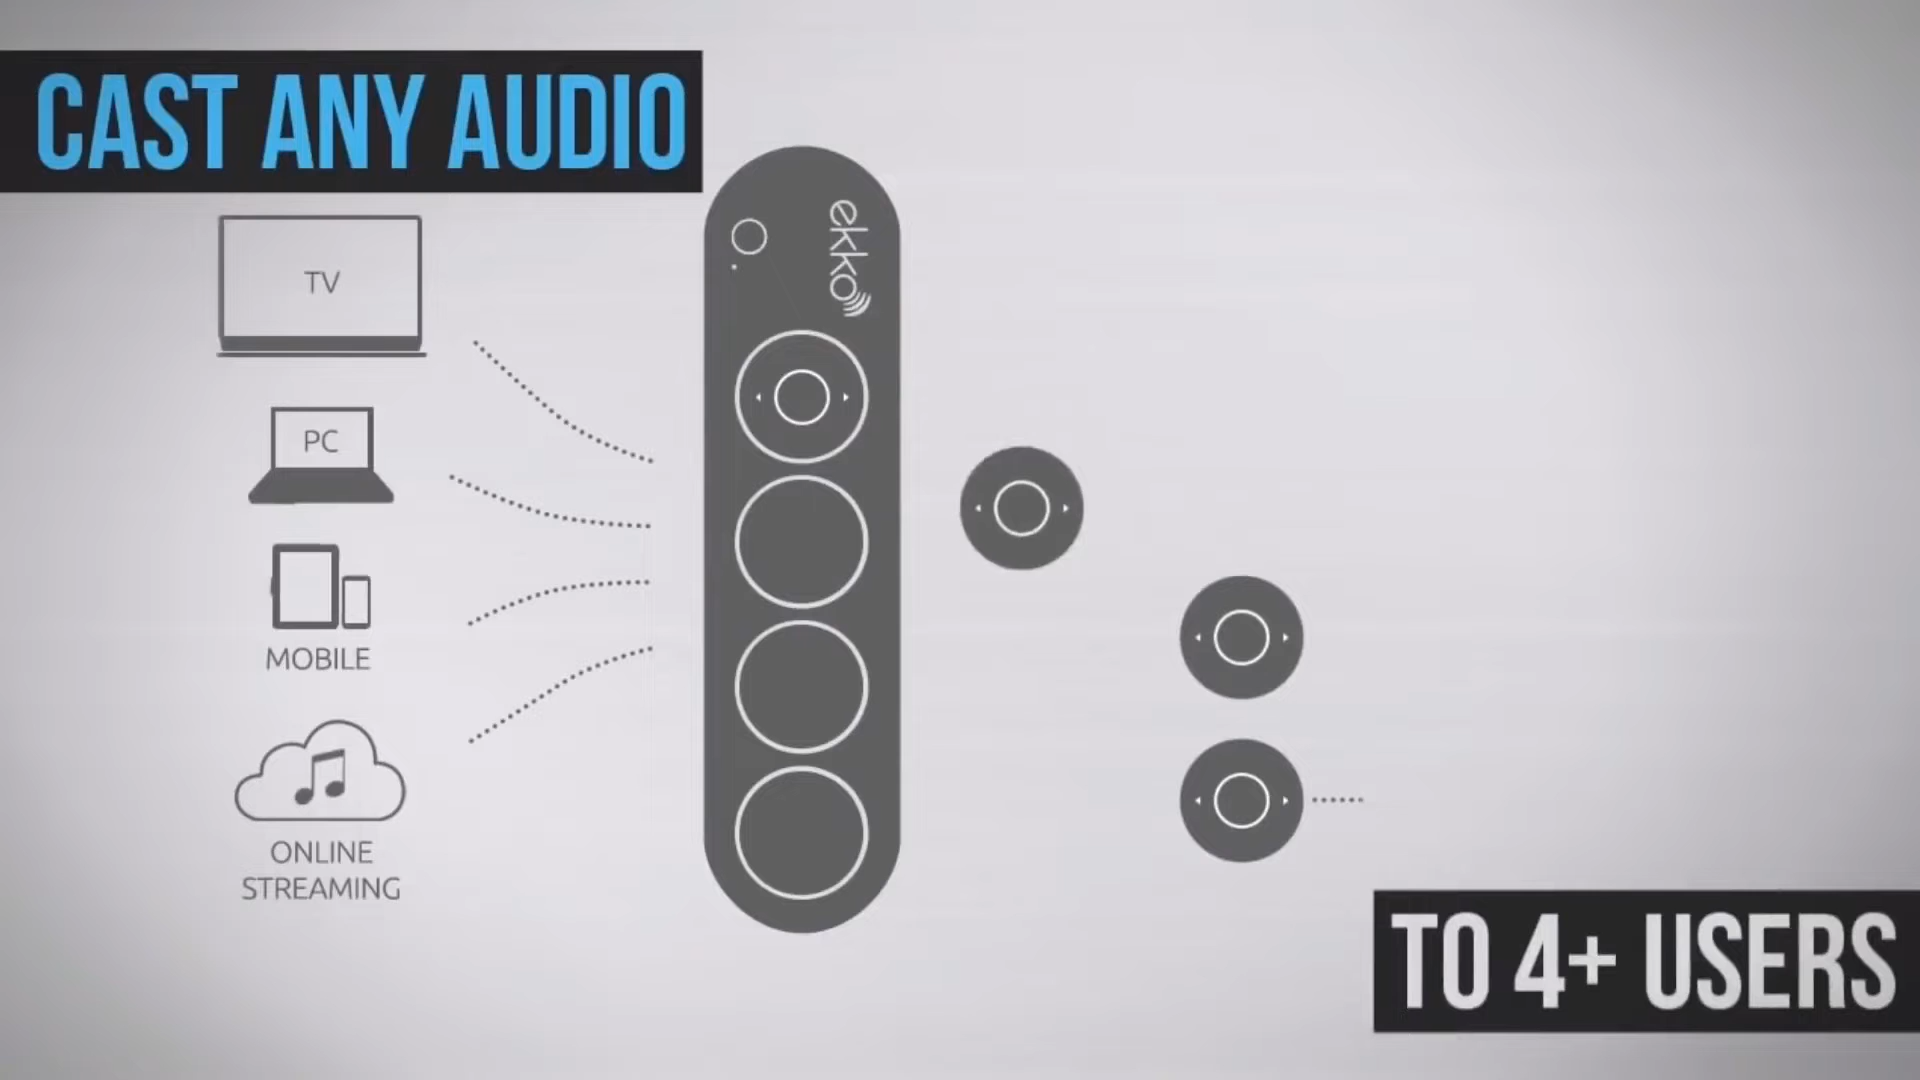 CAST ANY AUDIO
ekko
TV
PC
MOBILE
ONLINE
STREAMING
TO 4+ USERS